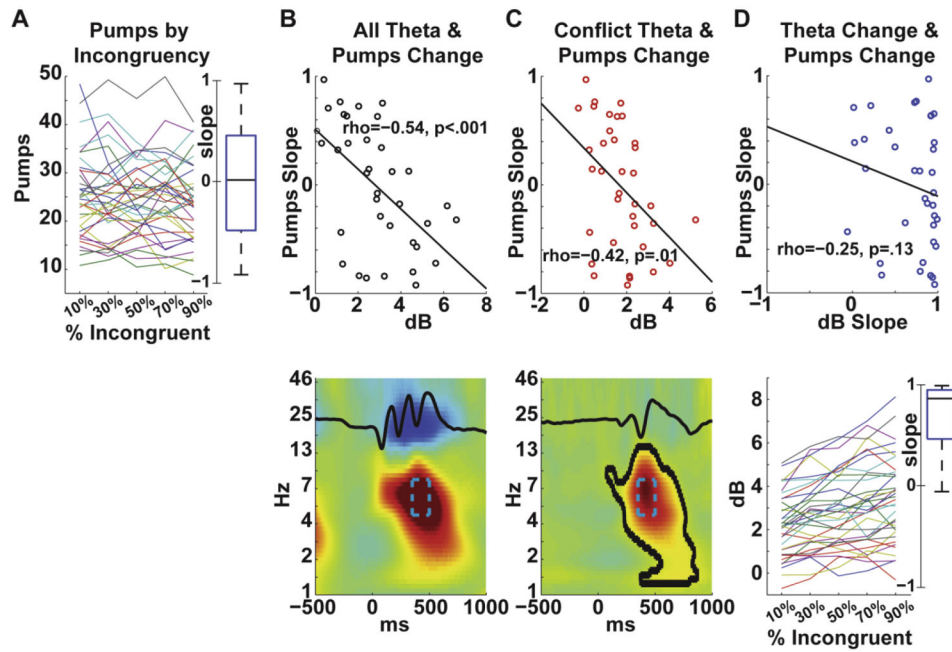 A
Pumps by
Incongruency
50
40
30
20
10
Pumps
1
slope
0
−1
10% 30% 50% 70% 90%
% Incongruent
B
All Theta &
Pumps Change
1
Pumps Slope
−1
rho=−0.54, p<.001
0 2 4 6 8
dB
C
Conflict Theta &
Pumps Change
1
Pumps Slope
−1
rho=−0.42, p=.01
−2 0 2 4 6
dB
D
Theta Change &
Pumps Change
1
Pumps Slope
−1
rho=−0.25, p=.13
−1 0 1
dB Slope
46
25
13
7
4
2
1
Hz
−500 0 500 1000
ms
46
25
13
7
4
2
1
Hz
−500 0 500 1000
ms
8
6
4
2
0
dB
1
slope
0
−1
10% 30% 50% 70% 90%
% Incongruent